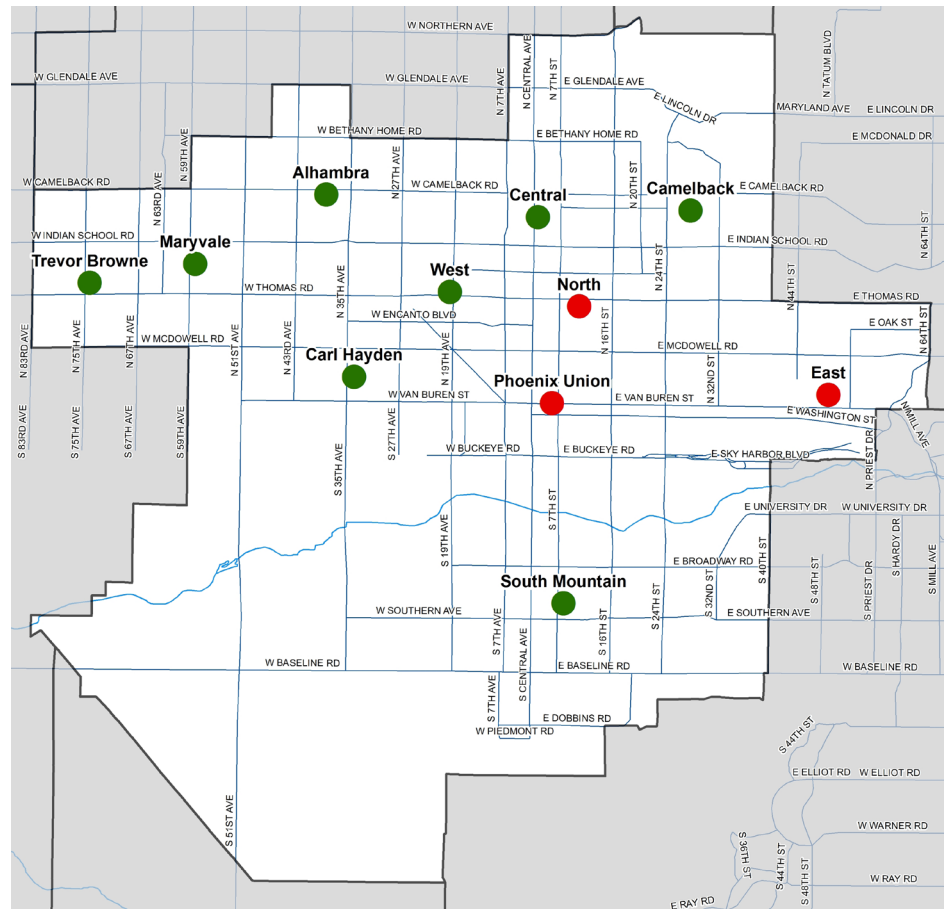 W NORTHERN AVE
N CENTRAL AVE
N 7TH ST
N TATUM BLVD
W GLENDALE AVE
W GLENDALE AVE
E GLENDALE AVE
N 7TH AVE
E LINCOLN DR
MARYLAND AVE
E LINCOLN DR
W BETHANY HOME RD
E BETHANY HOME RD
E MCDONALD DR
N 59TH AVE
N 27TH AVE
Alhambra
W CAMELBACK RD
N 63RD AVE
W CAMELBACK RD
Central
N 20TH ST
Camelback
E CAMELBACK RD
N 64TH ST
W INDIAN SCHOOL RD
Maryvale
E INDIAN SCHOOL RD
Trevor Browne
West
N 24TH ST
North
N 44TH ST
N 35TH AVE
W THOMAS RD
E THOMAS RD
W ENCANTO BLVD
N 16TH ST
E OAK ST
N 64TH ST
N 83RD AVE
N 75TH AVE
N 67TH AVE
W MCDOWELL RD
N 51ST AVE
N 43RD AVE
Carl Hayden
N 19TH AVE
E MCDOWELL RD
N 32ND ST
Phoenix Union
East
W VAN BUREN ST
E VAN BUREN ST
E WASHINGTON ST
N MILL AVE
S 83RD AVE
S 75TH AVE
S 67TH AVE
S 59TH AVE
S 35TH AVE
S 27TH AVE
W BUCKEYE RD
E BUCKEYE RD
E SKY HARBOR BLVD
N PRIEST DR
S 19TH AVE
S 7TH ST
E UNIVERSITY DR
W UNIVERSITY DR
E BROADWAY RD
S 40TH ST
S 48TH ST
S PRIEST DR
S HARDY DR
S MILL AVE
South Mountain
W SOUTHERN AVE
S 7TH AVE
S 16TH ST
S 24TH ST
S 32ND ST
E SOUTHERN AVE
W BASELINE RD
S CENTRAL AVE
E BASELINE RD
W BASELINE RD
S 7TH AVE
E DOBBINS RD
W PIEDMONT RD
S 44TH ST
E ELLIOT RD
W ELLIOT RD
S 51ST AVE
W WARNER RD
S 36TH ST
S 44TH ST
S 48TH ST
W RAY RD
E RAY RD